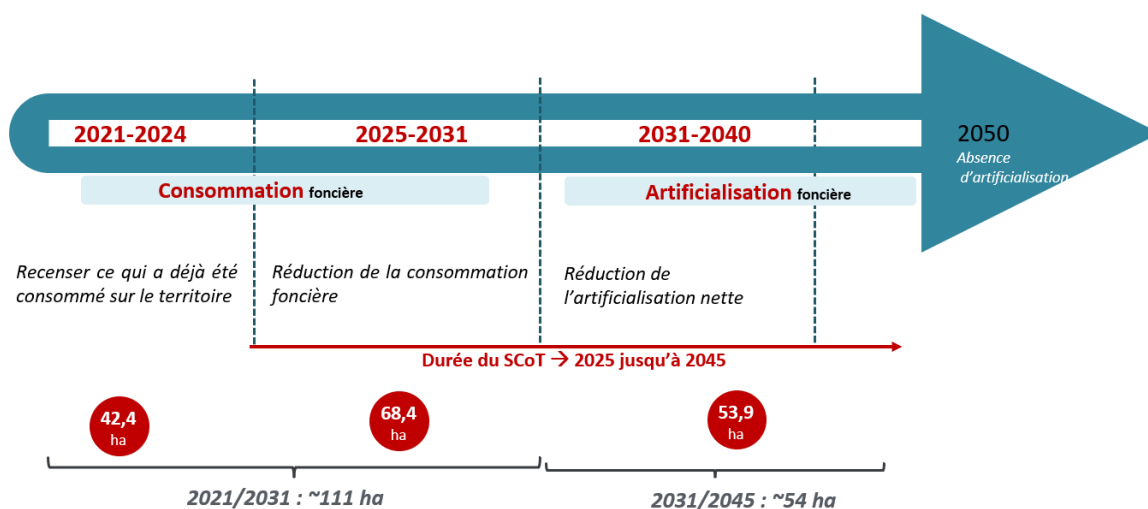 2021-2024
2025-2031
2031-2040
2050
Absence
d’artificialisation
Consommation foncière
Artificialisation foncière
Recenser ce qui a déjà été
consommé sur le territoire
Réduction de la consommation
foncière
Réduction de
l’artificialisation nette
Durée du SCoT → 2025 jusqu’à 2045
42,4
ha
68,4
ha
53,9
ha
2021/2031 : ~111 ha
2031/2045 : ~54 ha